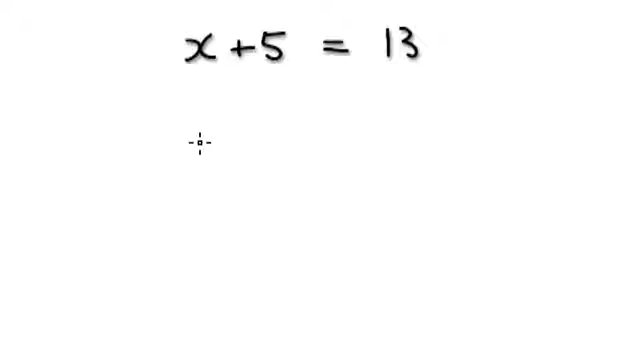 x + 5 = 13